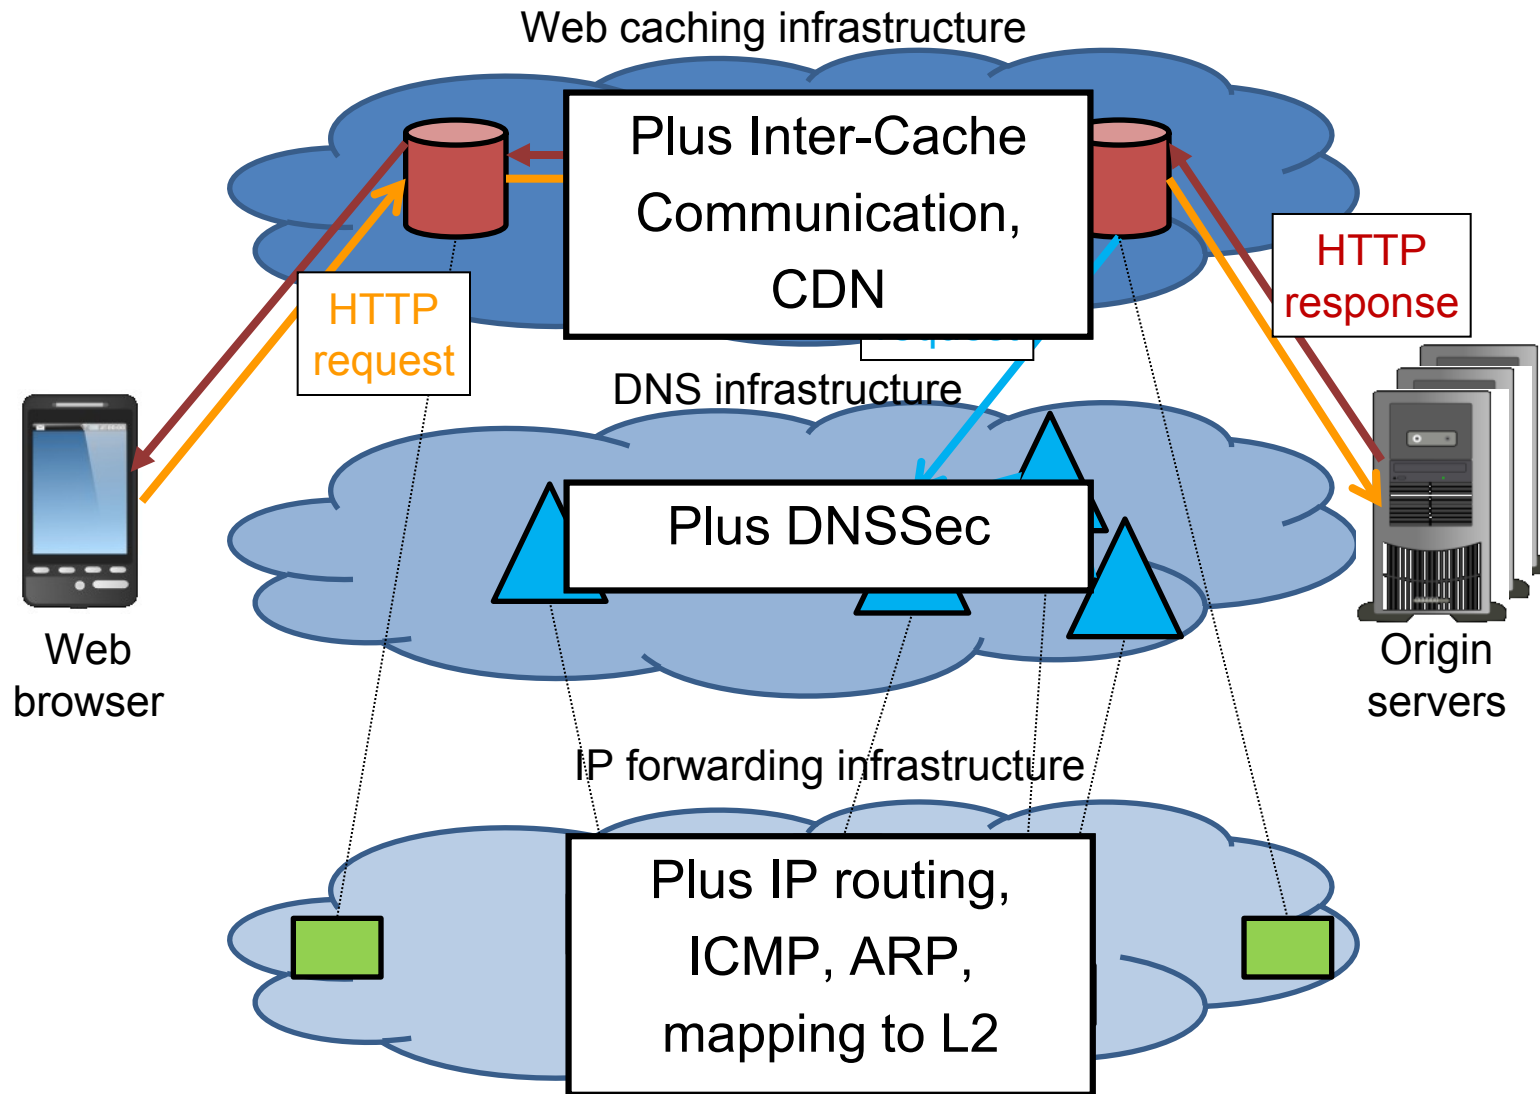 Web caching infrastructure
Plus Inter-Cache
Communication,
CDN
HTTP
request
HTTP
response
DNS infrastructure
Plus DNSSec
Web
browser
Origin
servers
IP forwarding infrastructure
Plus IP routing,
ICMP, ARP,
mapping to L2